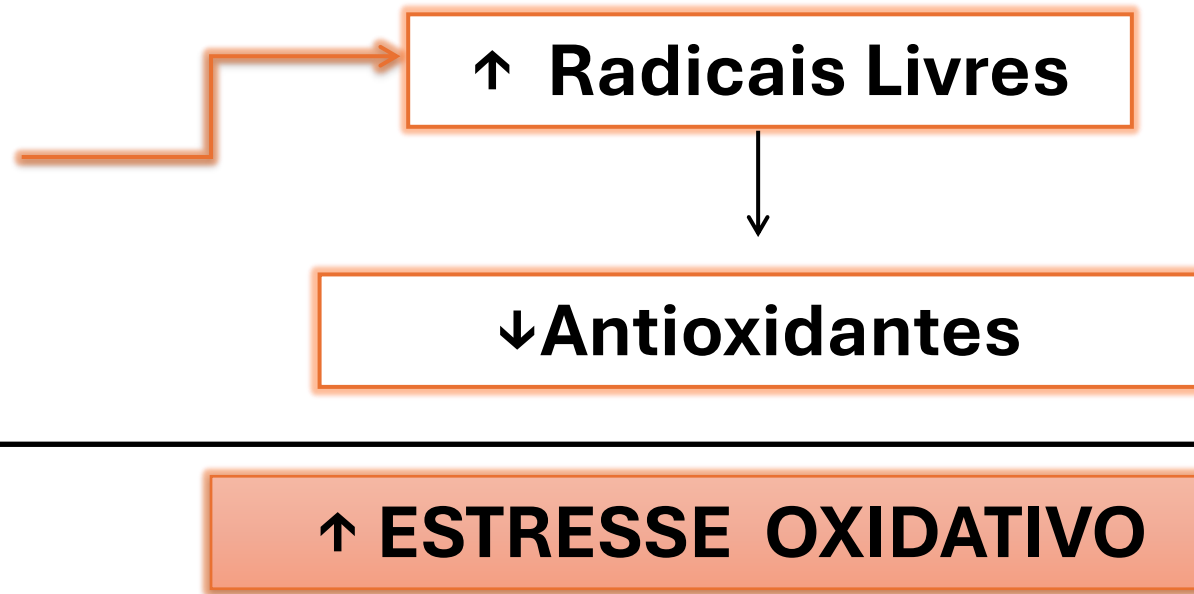 ↑ Radicais Livres
↓Antioxidantes
↑ ESTRESSE OXIDATIVO